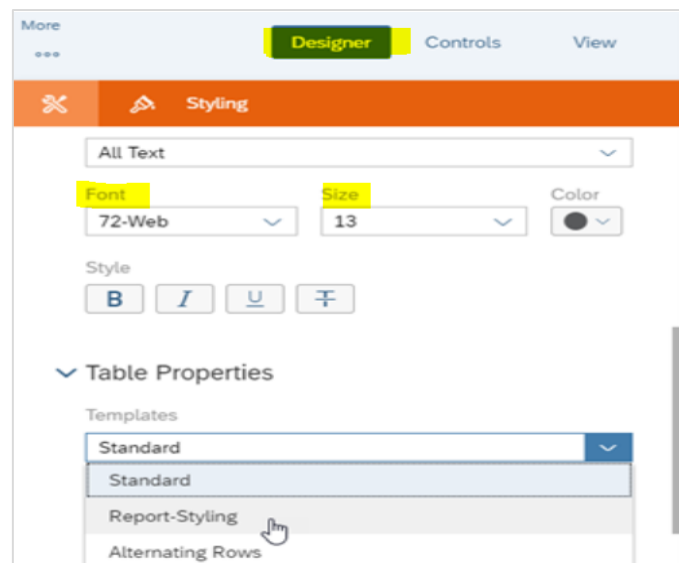 More
Designer Controls View
Styling
All Text
Font Size Color
72-Web 13
Style
B I U T
Table Properties
Templates
Standard
Standard
Report-Styling
Alternating Rows